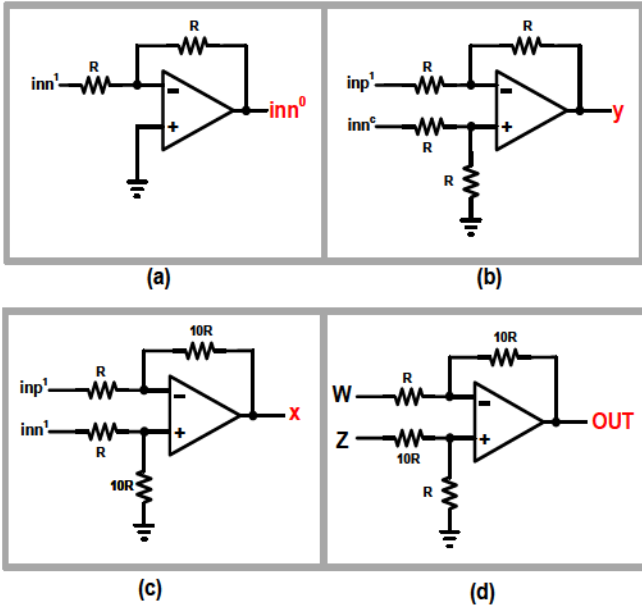 R
R
inn¹
inn⁰
(a)
R
R
inp¹
innᶜ
y
R
R
(b)
10R
R
inp¹
inn¹
x
R
10R
(c)
10R
R
W
Z
OUT
10R
R
(d)